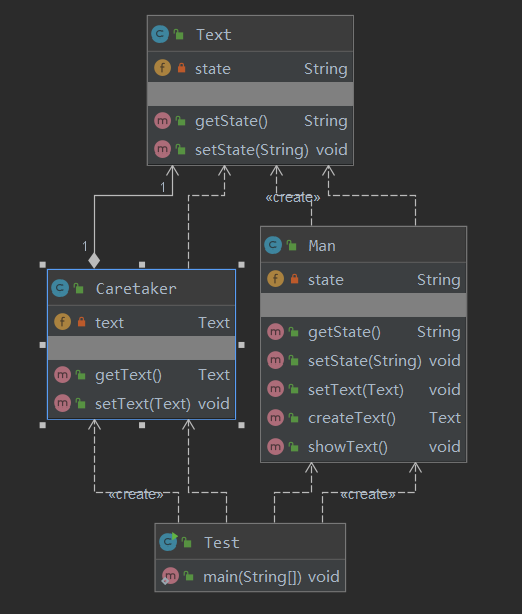 Text
state String
getState() String
setState(String) void
«create»
1
1
Man
state String
getState() String
setState(String) void
setText(Text) void
createText() Text
showText() void
Caretaker
text Text
getText() Text
setText(Text) void
«create» «create»
Test
main(String[]) void